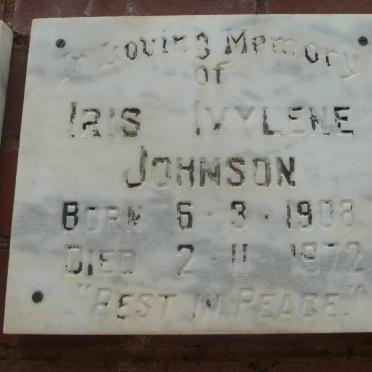 In Loving Memory
of
IRIS IVYLENE
JOHNSON
BORN 6·3·1908
DIED 2·11·1972
"REST IN PEACE."